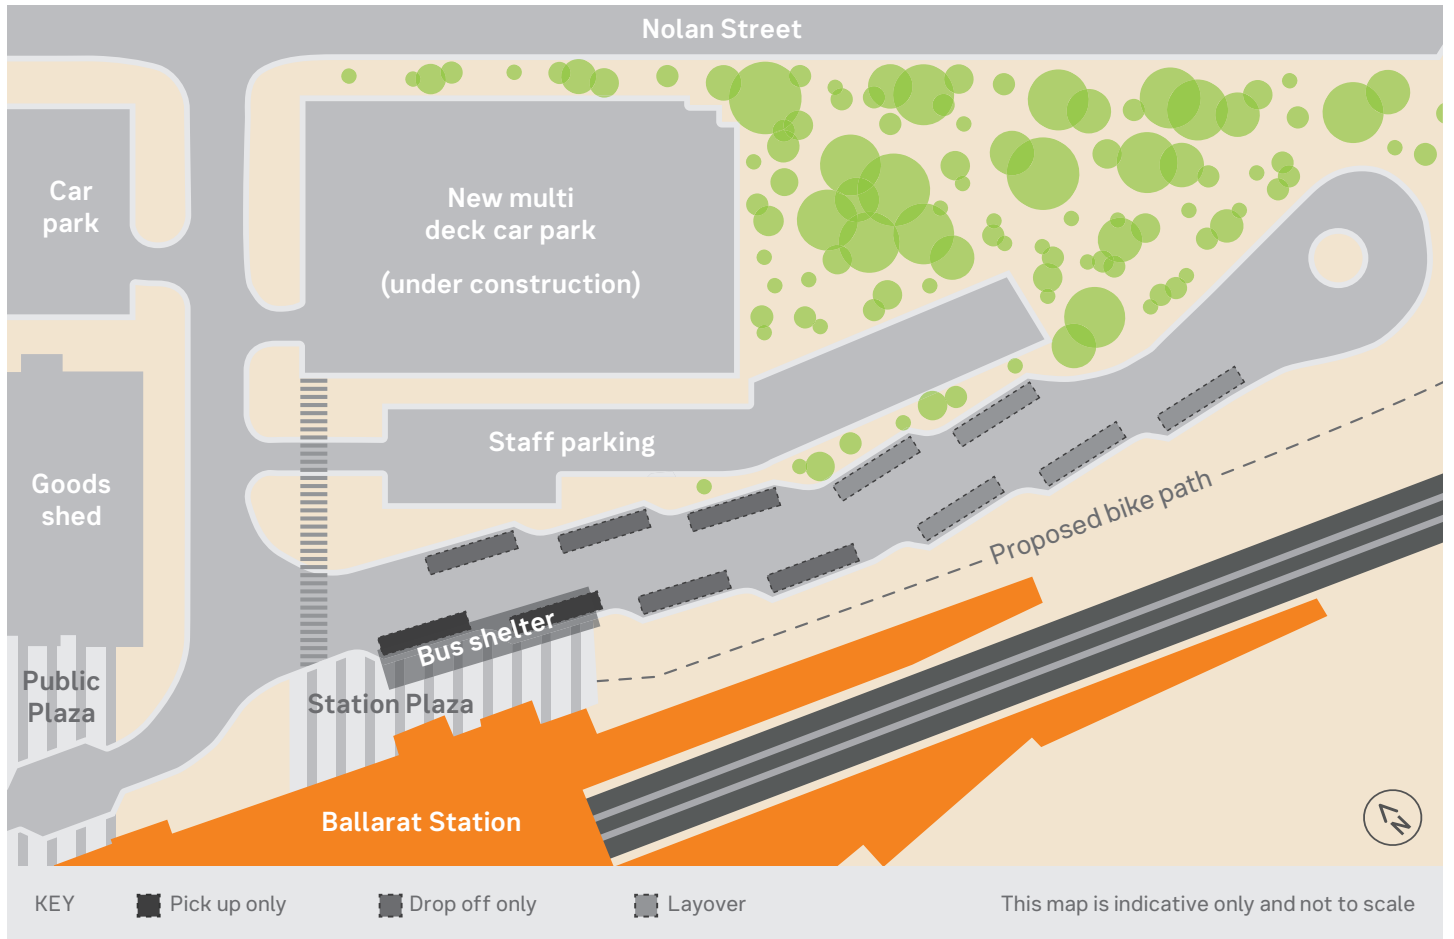 Nolan Street
Car
park
New multi
deck car park
(under construction)
Staff parking
Goods
shed
Proposed bike path
Bus shelter
Public
Plaza
Station Plaza
Ballarat Station
N
KEY
Pick up only
Drop off only
Layover
This map is indicative only and not to scale